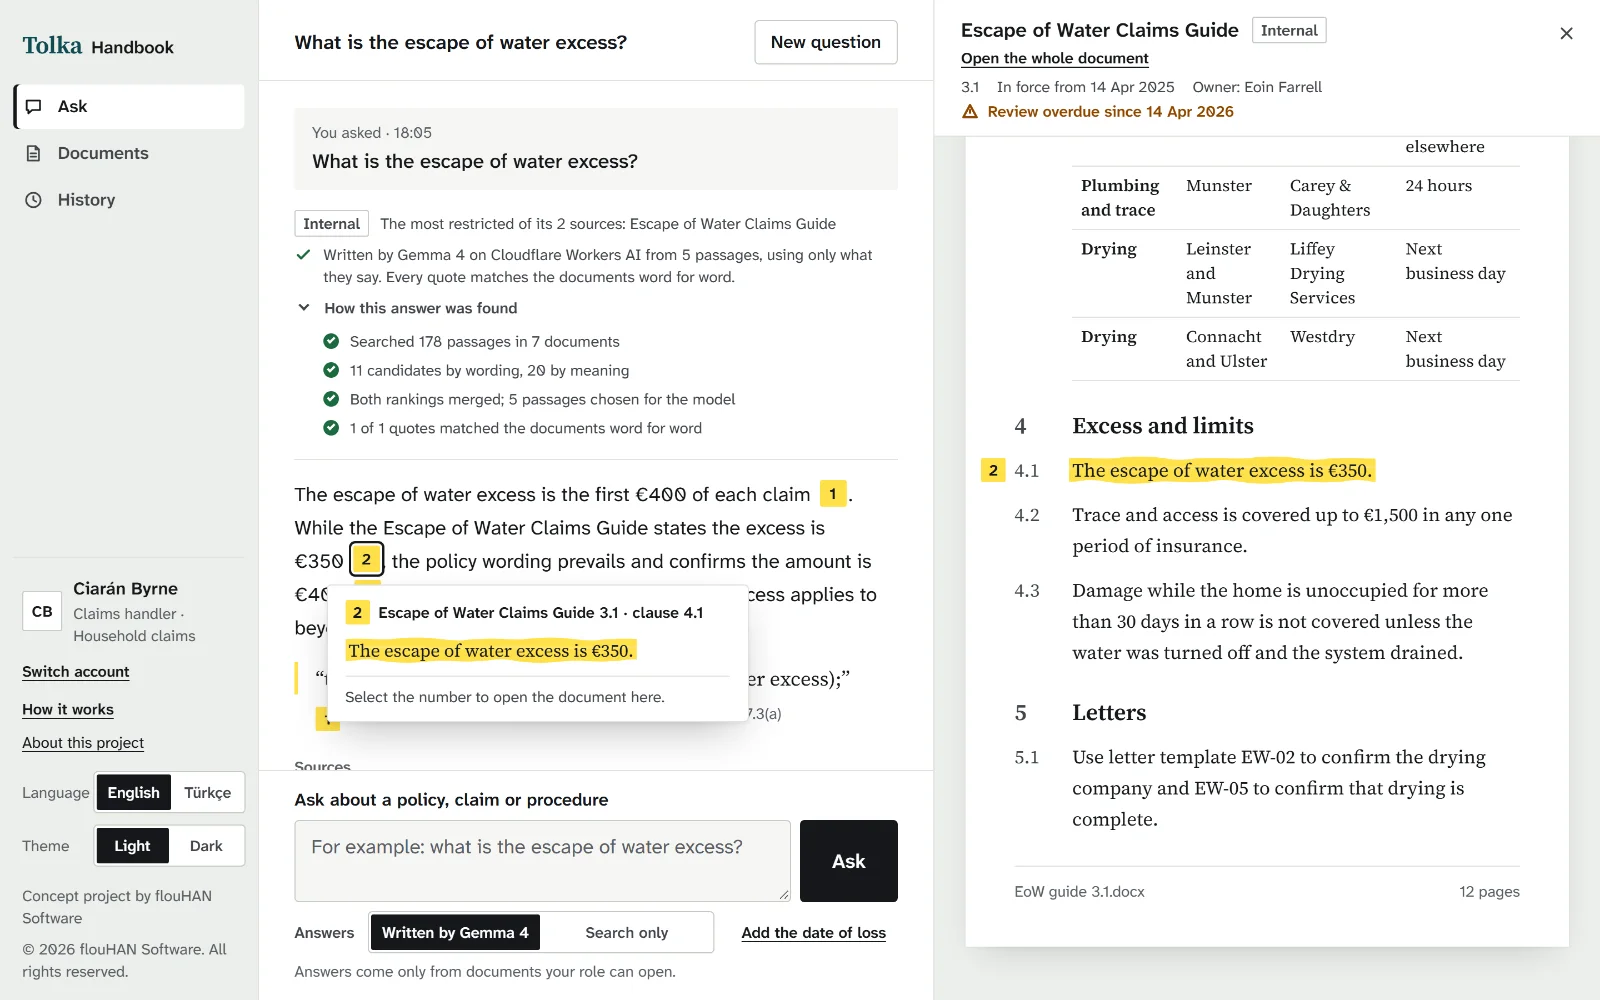 Tolka Handbook
Ask
Documents
History
CB
Ciarán Byrne
Claims handler ·
Household claims
Switch account
How it works
About this project
Language
English
Türkçe
Theme
Light
Dark
Concept project by flouHAN
Software
© 2026 flouHAN Software. All
rights reserved.
What is the escape of water excess?
New question
You asked · 18:05
What is the escape of water excess?
Internal
The most restricted of its 2 sources: Escape of Water Claims Guide
Written by Gemma 4 on Cloudflare Workers AI from 5 passages, using only what
they say. Every quote matches the documents word for word.
How this answer was found
Searched 178 passages in 7 documents
11 candidates by wording, 20 by meaning
Both rankings merged; 5 passages chosen for the model
1 of 1 quotes matched the documents word for word
The escape of water excess is the first €400 of each claim 1.
While the Escape of Water Claims Guide states the excess is
€350 2 the policy wording prevails and confirms the amount is
applies to
2 Escape of Water Claims Guide 3.1 · clause 4.1
The escape of water excess is €350.
Select the number to open the document here.
er excess);”
7.3(a)
Sources
Ask about a policy, claim or procedure
For example: what is the escape of water excess?
Ask
Answers
Written by Gemma 4
Search only
Add the date of loss
Answers come only from documents your role can open.
Escape of Water Claims Guide
Internal
Open the whole document
3.1 In force from 14 Apr 2025 Owner: Eoin Farrell
Review overdue since 14 Apr 2026
elsewhere
Plumbing Munster Carey & 24 hours
and trace Daughters
Drying Leinster Liffey Next
and Drying business day
Munster Services
Drying Connacht Westdry Next
and Ulster business day
4 Excess and limits
2 4.1 The escape of water excess is €350.
4.2 Trace and access is covered up to €1,500 in any one
period of insurance.
4.3 Damage while the home is unoccupied for more
than 30 days in a row is not covered unless the
water was turned off and the system drained.
5 Letters
5.1 Use letter template EW-02 to confirm the drying
company and EW-05 to confirm that drying is
complete.
EoW guide 3.1.docx
12 pages